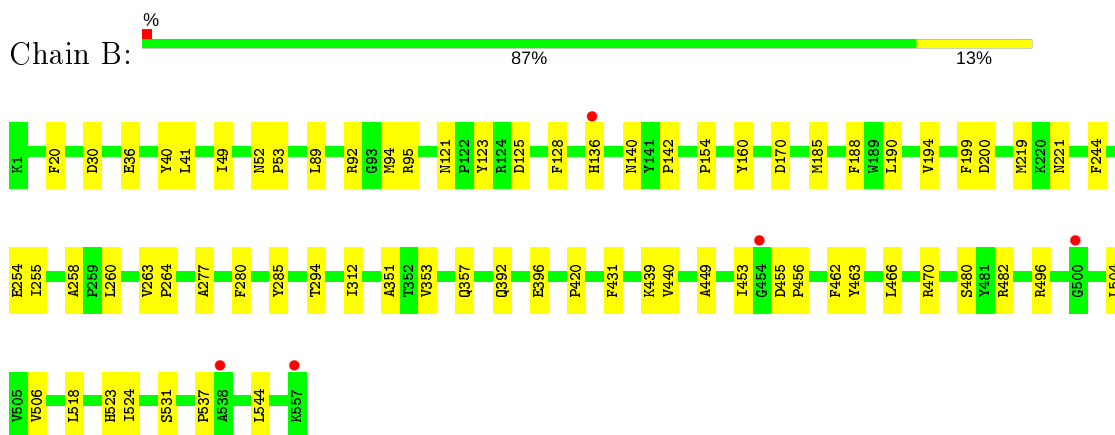 %
Chain B:
87%
13%
K1 F20 D30 E36 Y40 L41 I49 N52 P53 L89 R92 G93 M94 R95 N121 P122 Y123 R124 D125 F128 H136 N140 Y141 P142 P154 Y160 D170 M185 F188 W189 L190 V194 F199 D200 M219 K220 N221 F244
E254 I255 A258 P259 L260 V263 P264 A277 F280 Y285 T294 I312 A351 T352 V353 Q357 Q392 E396 P420 F431 K439 V440 A449 I453 G454 D455 P456 F462 Y463 L466 R470 S480 Y481 R482 R496 G500 L504
V505 V506 L518 H523 I524 S531 P537 A538 L544 K557